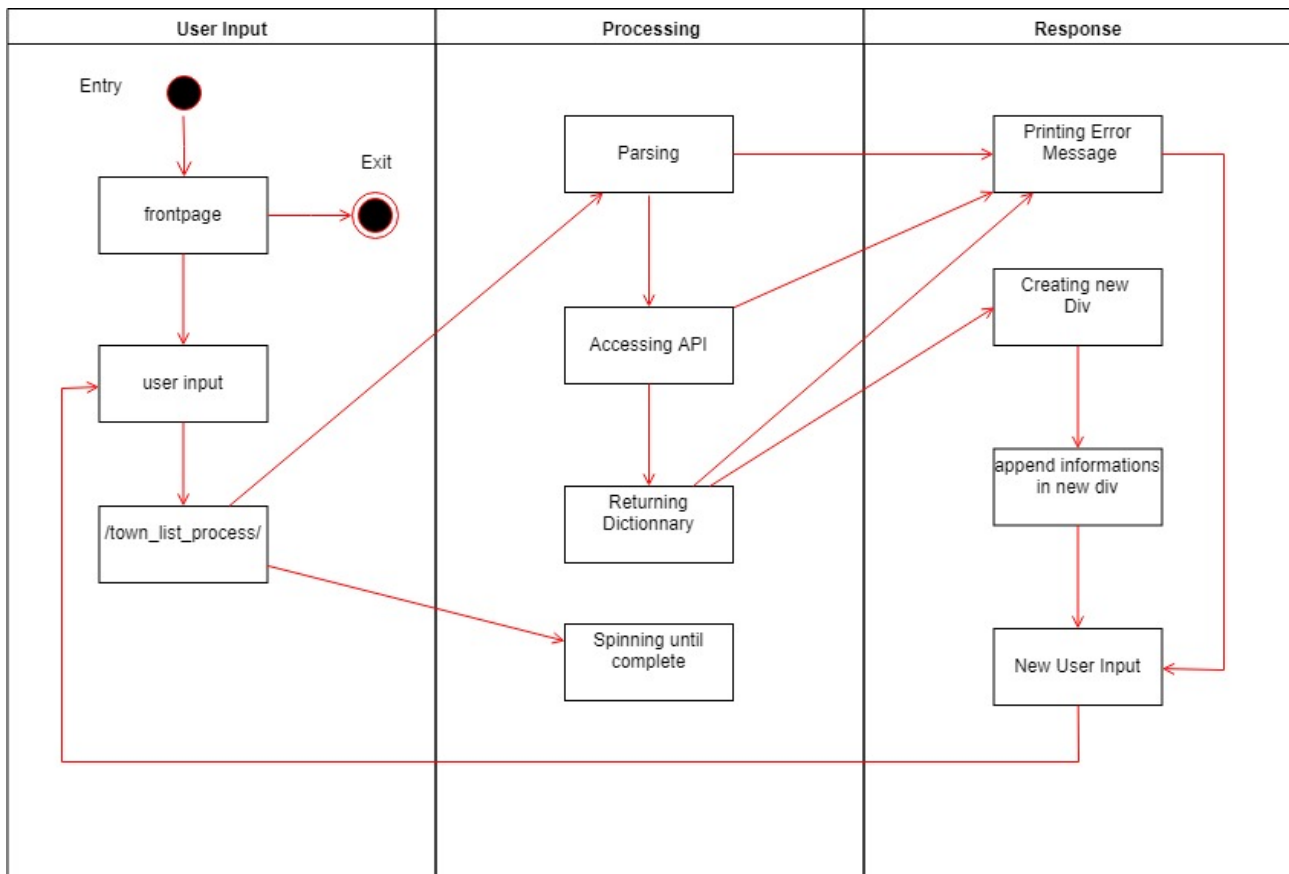 User Input
Processing
Response
Entry
Exit
frontpage
user input
/town_list_process/
Parsing
Accessing API
Returning
Dictionnary
Spinning until
complete
Printing Error
Message
Creating new
Div
append informations
in new div
New User Input